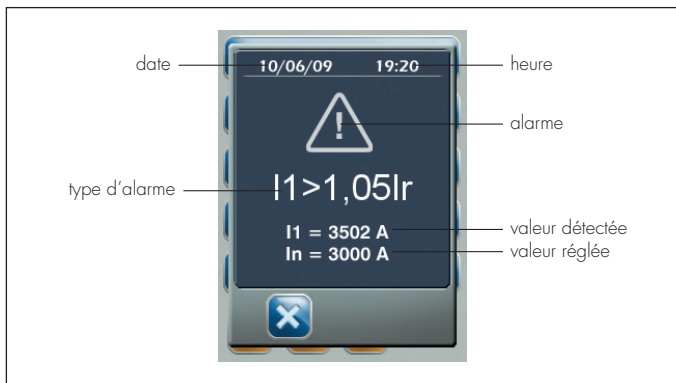 date
10/06/09 19:20
heure
alarme
type d'alarme
I1>1,05Ir
I1 = 3502 A
valeur détectée
In = 3000 A
valeur réglée